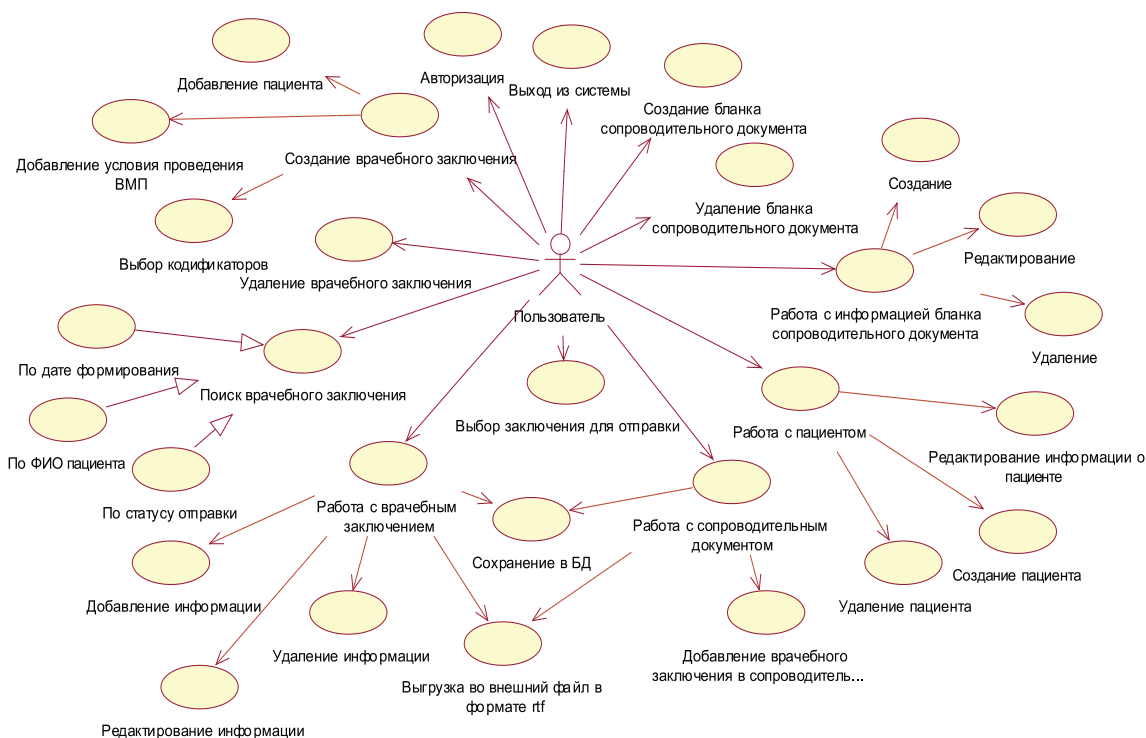 Добавление пациента
Авторизация
Выход из системы
Создание бланка
сопроводительного документа
Добавление условия проведения
ВМП
Создание врачебного заключения
Создание
Удаление бланка
сопроводительного документа
Выбор кодификаторов
Удаление врачебного заключения
Редактирование
Пользователь
Работа с информацией бланка
сопроводительного документа
Удаление
По дате формирования
Поиск врачебного заключения
Выбор заключения для отправки
Работа с пациентом
По ФИО пациента
Редактирование информации о
пациенте
По статусу отправки
Работа с врачебным
заключением
Работа с сопроводительным
документом
Сохранение в БД
Создание пациента
Добавление информации
Удаление пациента
Удаление информации
Добавление врачебного
заключения в сопроводитель...
Выгрузка во внешний файл в
формате rtf
Редактирование информации